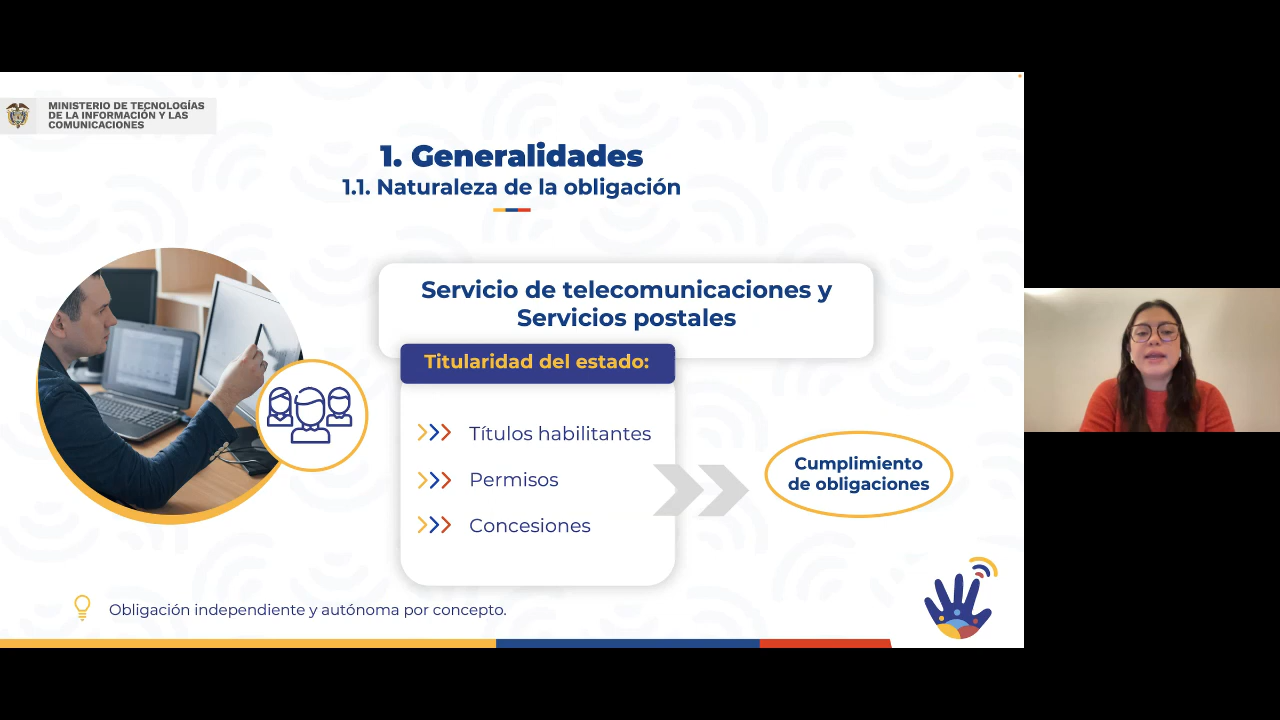 MINISTERIO DE TECNOLOGÍAS
DE LA INFORMACIÓN Y LAS
COMUNICACIONES
1. Generalidades
1.1. Naturaleza de la obligación
Servicio de telecomunicaciones y
Servicios postales
Titularidad del estado:
Títulos habilitantes
Permisos
Concesiones
Cumplimiento
de obligaciones
Obligación independiente y autónoma por concepto.